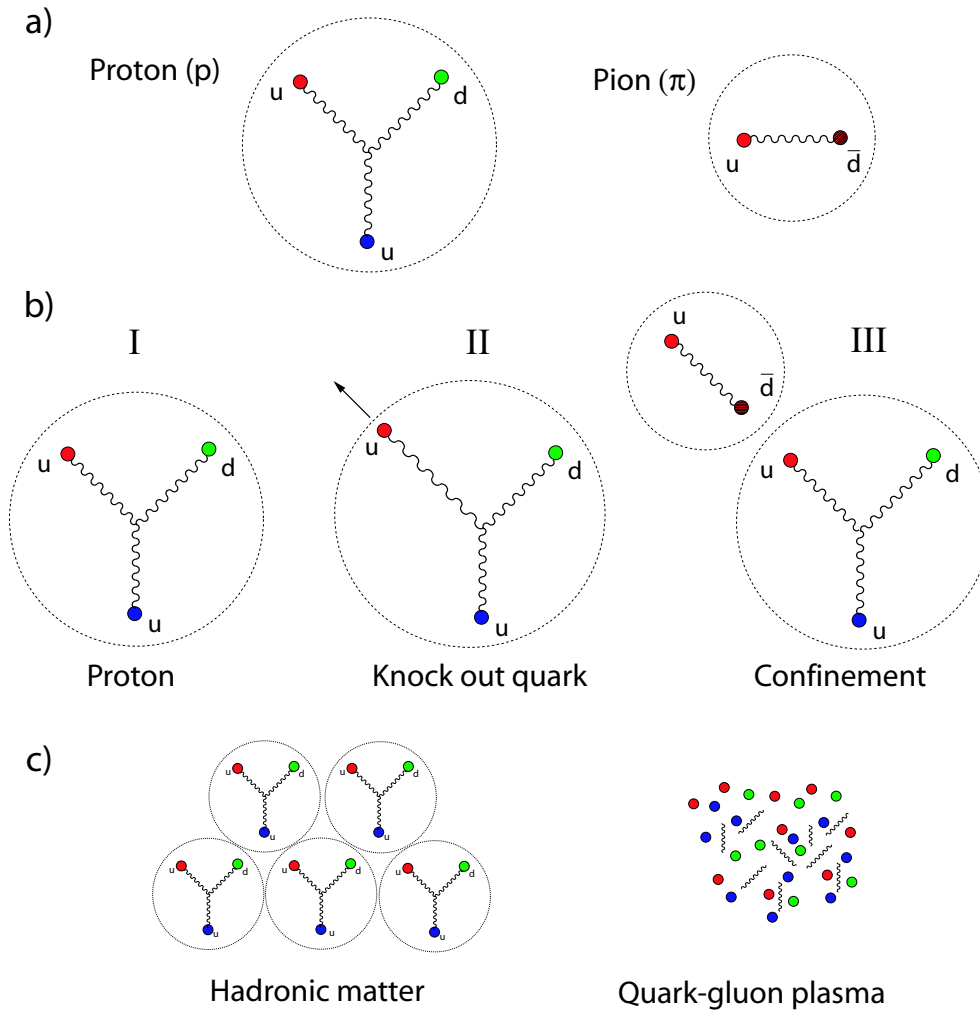 a)
Proton (p)
u
d
u
Pion (π)
u
d̅
b)
I
u
d
u
Proton
II
u
d
u
Knock out quark
III
u
d̅
u
d
u
Confinement
c)
u
d
u
u
d
u
u
d
u
u
d
u
u
d
u
Hadronic matter
Quark-gluon plasma